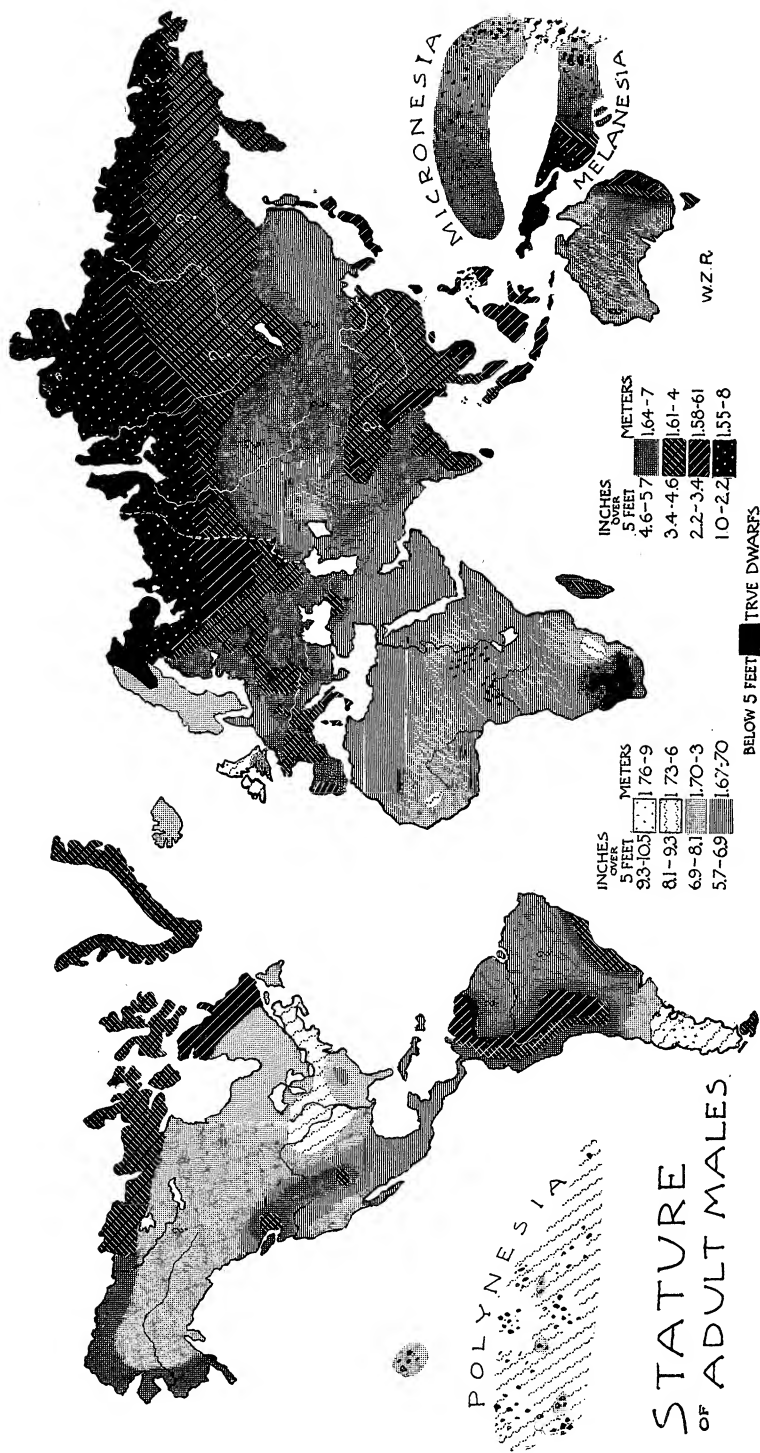 MICRONESIA
MELANESIA
POLYNESIA
W.Z.R.
STATURE
OF
ADULT MALES
INCHES
OVER
5 FEET
METERS
9.3-10.5 1.76-9
8.1-9.3 1.73-6
6.9-8.1 1.70-3
5.7-6.9 1.67-70
INCHES
OVER
5 FEET
METERS
4.6-5.7 1.64-7
3.4-4.6 1.61-4
2.2-3.4 1.58-61
1.0-2.2 1.55-8
BELOW 5 FEET TRVE DWARFS